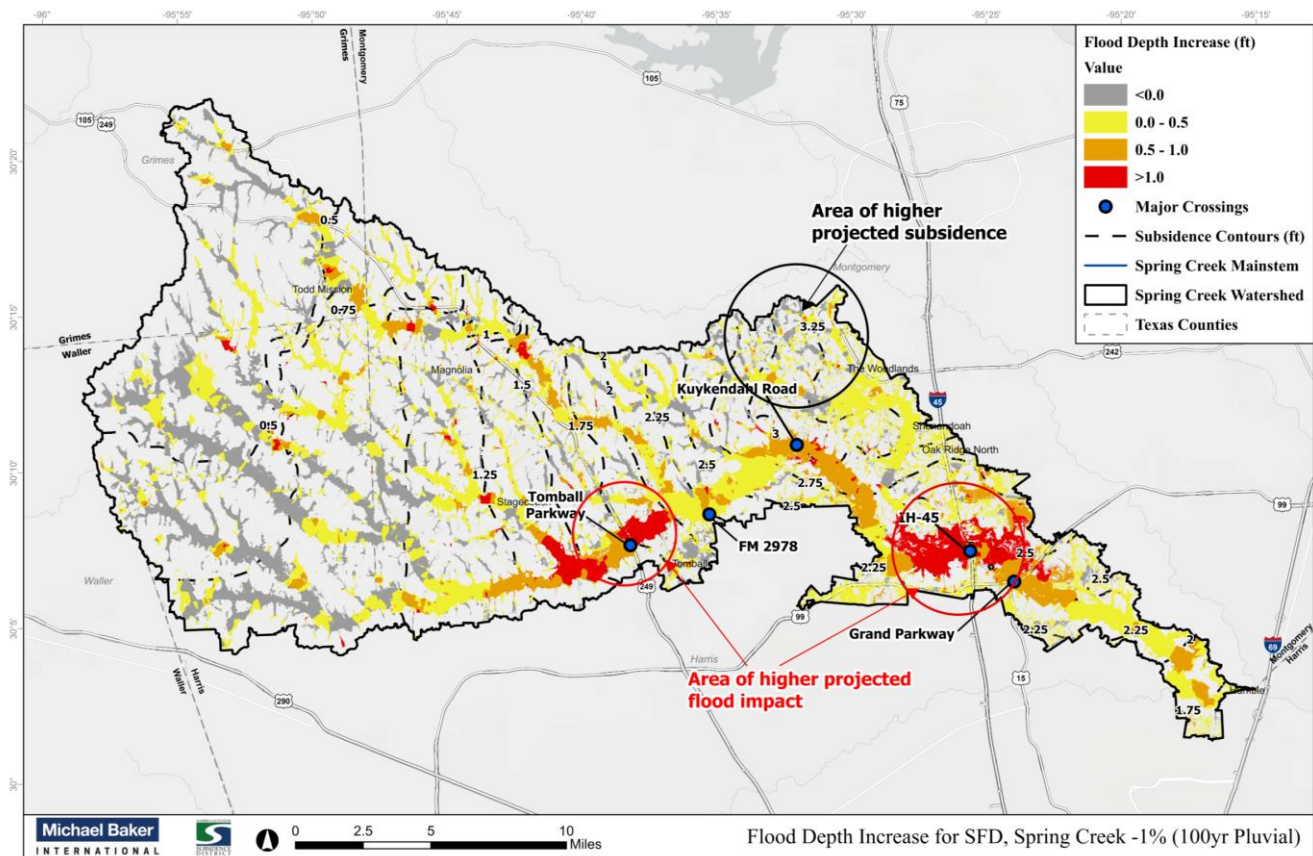 -96°
-95°55'
-95°50'
-95°45'
-95°40'
-95°35'
-95°30'
-95°25'
-95°20'
-95°15'
30°20'
30°15'
30°10'
30°5'
30°
Flood Depth Increase (ft)
Value
<0.0
0.0 - 0.5
0.5 - 1.0
>1.0
Major Crossings
Subsidence Contours (ft)
Spring Creek Mainstem
Spring Creek Watershed
Texas Counties
Grimes
Montgomery
105
249
105
75
Grimes
Area of higher
projected subsidence
Montgomery
0.5
Todd Mission
0.75
3.25
Grimes
Waller
1
2
242
Magnolia
The Woodlands
1.5
2
Kuykendahl Road
45
2.25
0.5
1.75
3
Shenandoah
Oak Ridge North
2.5
1.25
2.75
Stagecoach
Tomball
Parkway
2.5
99
IH-45
FM 2978
2.5
Tomball
2.25
2.5
Waller
249
99
Grand Parkway
2.25
2.25
2
Harris
69
Montgomery
Harris
Area of higher projected
flood impact
15
Humble
1.75
Waller
Harris
290
99
Michael Baker
INTERNATIONAL
SUBSIDENCE
DISTRICT
0
2.5
5
10
Miles
Flood Depth Increase for SFD, Spring Creek -1% (100yr Pluvial)